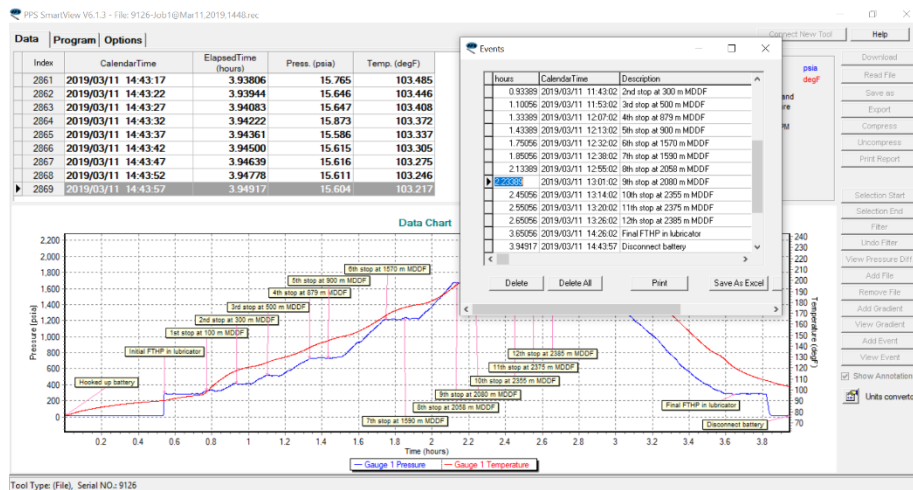 PPS SmartView V6.1.3 - File: 9126-Job1@Mar11,2019,1448.rec
Data Program Options
Connect New Tool Help
Index CalendarTime ElapsedTime (hours) Press. (psia) Temp. (degF)
2861 2019/03/11 14:43:17 3.93806 15.765 103.485
2862 2019/03/11 14:43:22 3.93944 15.646 103.446
2863 2019/03/11 14:43:27 3.94083 15.647 103.408
2864 2019/03/11 14:43:32 3.94222 15.873 103.372
2865 2019/03/11 14:43:37 3.94361 15.586 103.337
2866 2019/03/11 14:43:42 3.94500 15.615 103.305
2867 2019/03/11 14:43:47 3.94639 15.616 103.275
2868 2019/03/11 14:43:52 3.94778 15.611 103.246
2869 2019/03/11 14:43:57 3.94917 15.604 103.217
Events
hours CalendarTime Description
0.93389 2019/03/11 11:43:02 2nd stop at 300 m MDDF
1.10056 2019/03/11 11:53:02 3rd stop at 500 m MDDF
1.33389 2019/03/11 12:07:02 4th stop at 879 m MDDF
1.43389 2019/03/11 12:13:02 5th stop at 900 m MDDF
1.75056 2019/03/11 12:32:02 6th stop at 1570 m MDDF
1.85056 2019/03/11 12:38:02 7th stop at 1590 m MDDF
2.13389 2019/03/11 12:55:02 8th stop at 2058 m MDDF
2.23389 2019/03/11 13:01:02 9th stop at 2080 m MDDF
2.45056 2019/03/11 13:14:02 10th stop at 2355 m MDDF
2.55056 2019/03/11 13:20:02 11th stop at 2375 m MDDF
2.65056 2019/03/11 13:26:02 12th stop at 2385 m MDDF
3.65056 2019/03/11 14:26:02 Final FTHP in lubricator
3.94917 2019/03/11 14:43:57 Disconnect battery
Delete Delete All Print Save As Excel
psia
degF
and
re
PM
Download
Read File
Save as
Export
Compress
Uncompress
Print Report
Selection Start
Selection End
Filter
Undo Filter
View Pressure Diff
Add File
Remove File
Add Gradient
View Gradient
Add Event
View Event
Show Annotation
Units converto
Data Chart
Pressure (psia)
2,200
2,000
1,800
1,600
1,400
1,200
1,000
800
600
400
200
0
Hooked up battery
Initial FTHP in lubricator
1st stop at 100 m MDDF
2nd stop at 300 m MDDF
3rd stop at 500 m MDDF
4th stop at 879 m MDDF
5th stop at 900 m MDDF
6th stop at 1570 m MDDF
7th stop at 1590 m MDDF
8th stop at 2058 m MDDF
9th stop at 2080 m MDDF
10th stop at 2355 m MDDF
11th stop at 2375 m MDDF
12th stop at 2385 m MDDF
Final FTHP in lubricator
Disconnect battery
240
230
220
210
200
190
180
170
160
150
140
130
120
110
100
90
80
70
Temperature (degF)
0.2 0.4 0.6 0.8 1 1.2 1.4 1.6 1.8 2 2.2 2.4 2.6 2.8 3 3.2 3.4 3.6 3.8
Time (hours)
Gauge 1 Pressure Gauge 1 Temperature
Tool Type: (File), Serial NO.: 9126